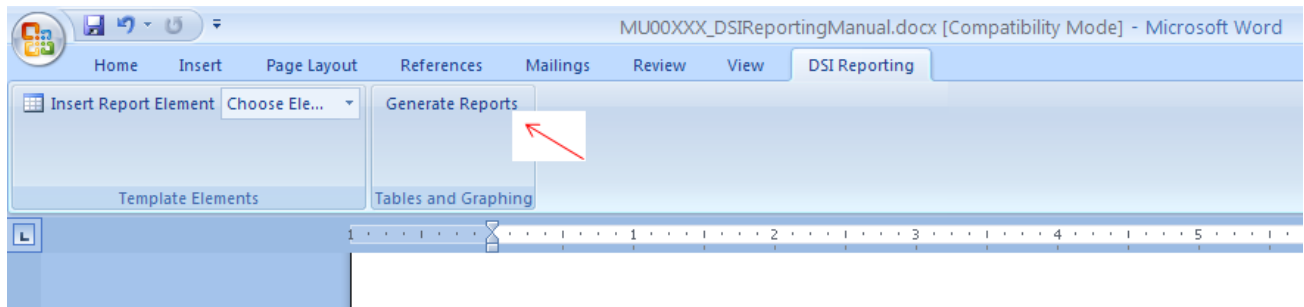 MU00XXX_DSIReportingManual.docx [Compatibility Mode] - Microsoft Word
Home Insert Page Layout References Mailings Review View DSI Reporting
Insert Report Element Choose Ele... Generate Reports
Template Elements Tables and Graphing
L 1 1 2 3 4 5